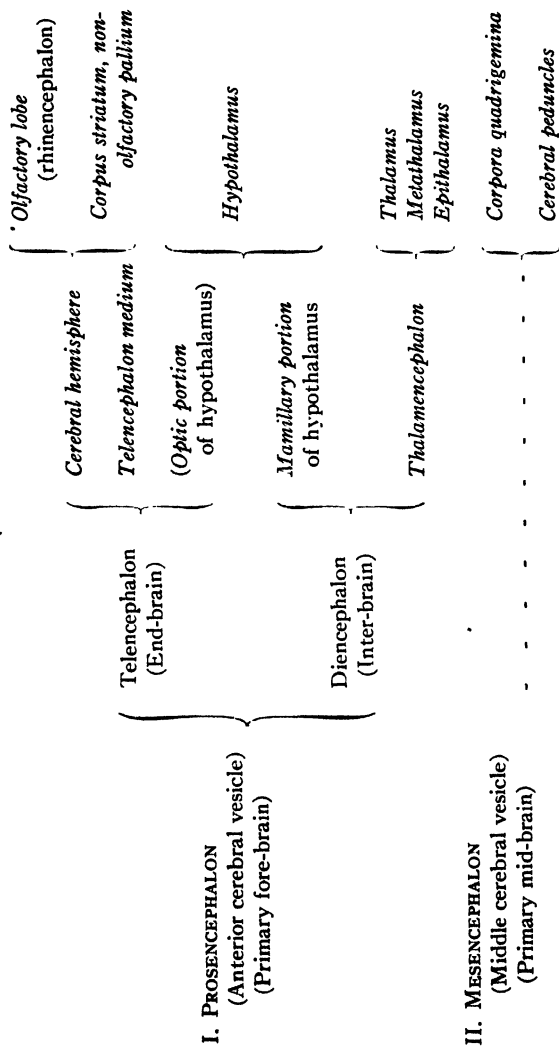 I. PROSENCEPHALON
(Anterior cerebral vesicle)
(Primary fore-brain)
Telencephalon
(End-brain)
Cerebral hemisphere
Olfactory lobe
(rhinencephalon)
Corpus striatum, non-
olfactory pallium
Telencephalon medium
(Optic portion
of hypothalamus)
Hypothalamus
Diencephalon
(Inter-brain)
Mamillary portion
of hypothalamus
Thalamencephalon
Thalamus
Metathalamus
Epithalamus
II. MESENCEPHALON
(Middle cerebral vesicle)
(Primary mid-brain)
- - - - - - - - - -
Corpora quadrigemina
Cerebral peduncles